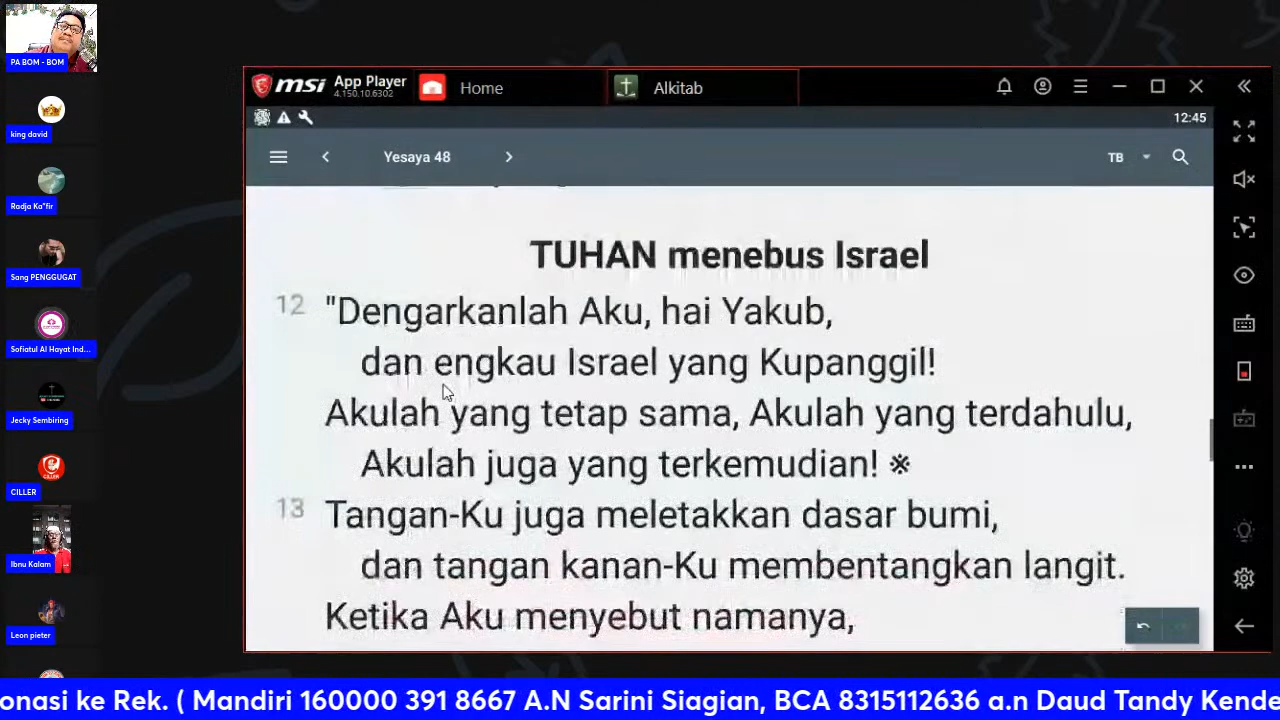 PA BOM - BOM
king david
Radja Ka"fir
Sang PENGGUGAT
Sofiatul Al Hayat Ind...
Jecky Sembiring
CILLER
Ibnu Kalam
Leon pieter
msi App Player
4.150.10.6302
Home
Alkitab
12:45
Yesaya 48
TB
TUHAN menebus Israel
12 "Dengarkanlah Aku, hai Yakub,
dan engkau Israel yang Kupanggil!
Akulah yang tetap sama, Akulah yang terdahulu,
Akulah juga yang terkemudian! ※
13 Tangan-Ku juga meletakkan dasar bumi,
dan tangan kanan-Ku membentangkan langit.
Ketika Aku menyebut namanya,
onasi ke Rek. ( Mandiri 160000 391 8667 A.N Sarini Siagian, BCA 8315112636 a.n Daud Tandy Kende